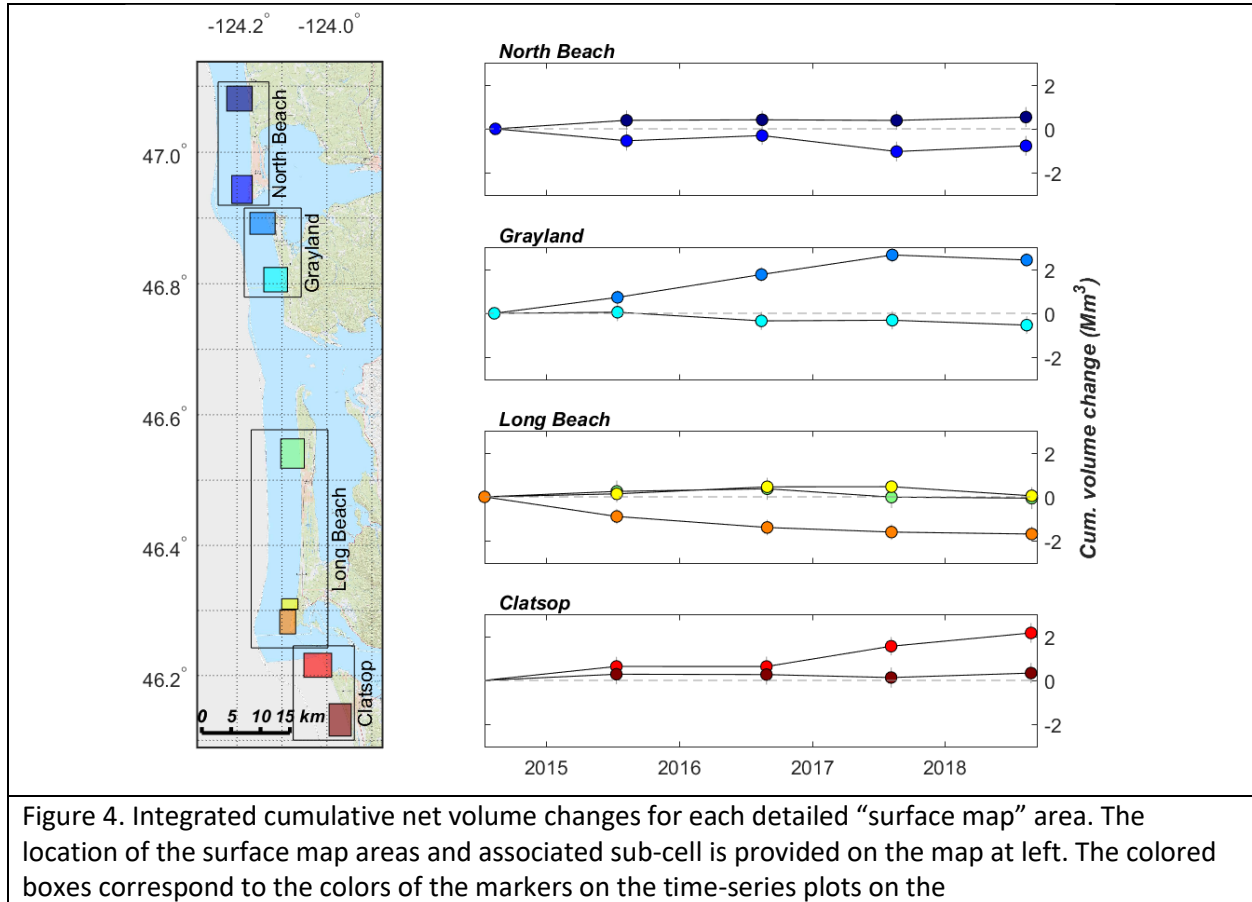 -124.2° -124.0°
47.0°
46.8°
46.6°
46.4°
46.2°
North Beach
Grayland
Long Beach
Clatsop
0 5 10 15 km
North Beach
2
0
-2
Grayland
2
0
-2
Long Beach
2
0
-2
Clatsop
2
0
-2
2015 2016 2017 2018
Cum. volume change (Mm³)
Figure 4. Integrated cumulative net volume changes for each detailed “surface map” area. The
location of the surface map areas and associated sub-cell is provided on the map at left. The colored
boxes correspond to the colors of the markers on the time-series plots on the